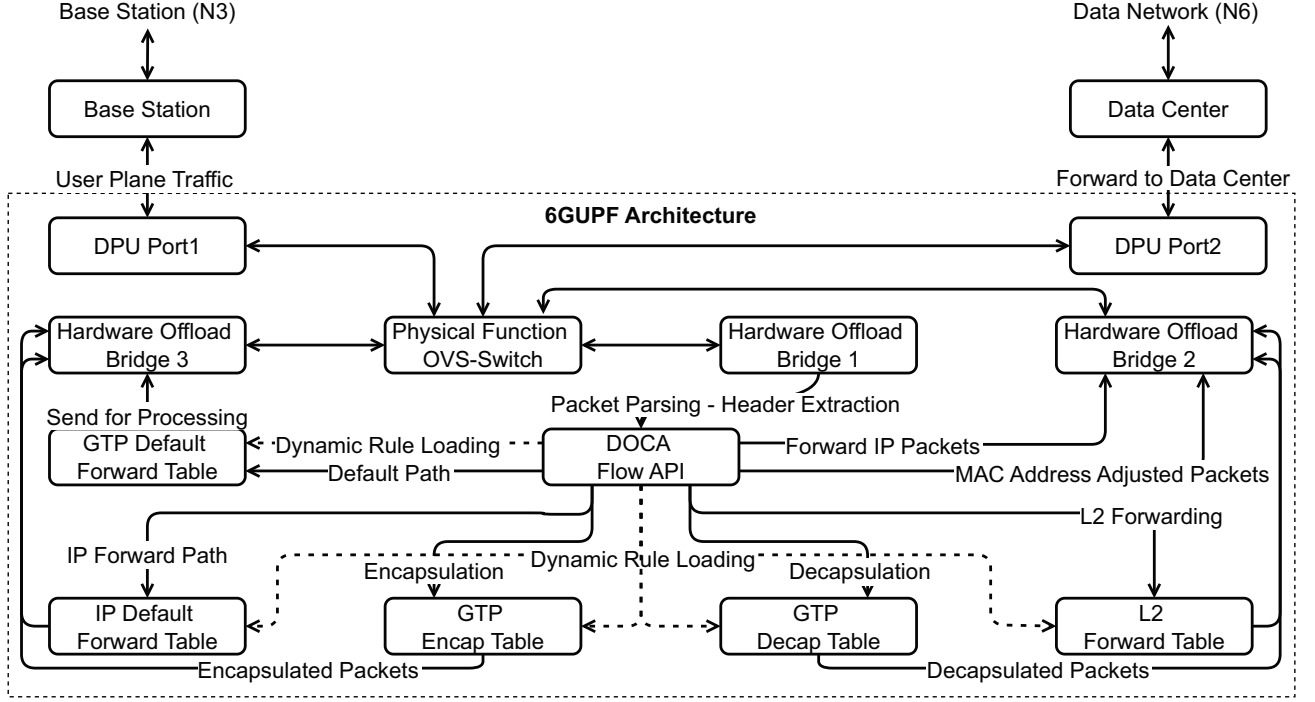 Base Station (N3)
Data Network (N6)
Base Station
Data Center
User Plane Traffic
Forward to Data Center
6GUPF Architecture
DPU Port1
DPU Port2
Hardware Offload
Bridge 3
Physical Function
OVS-Switch
Hardware Offload
Bridge 1
Hardware Offload
Bridge 2
Packet Parsing - Header Extraction
Send for Processing
GTP Default
Forward Table
Dynamic Rule Loading
Default Path
DOCA
Flow API
Forward IP Packets
MAC Address Adjusted Packets
L2 Forwarding
IP Forward Path
Encapsulation
Dynamic Rule Loading
Decapsulation
IP Default
Forward Table
GTP
Encap Table
GTP
Decap Table
L2
Forward Table
Encapsulated Packets
Decapsulated Packets